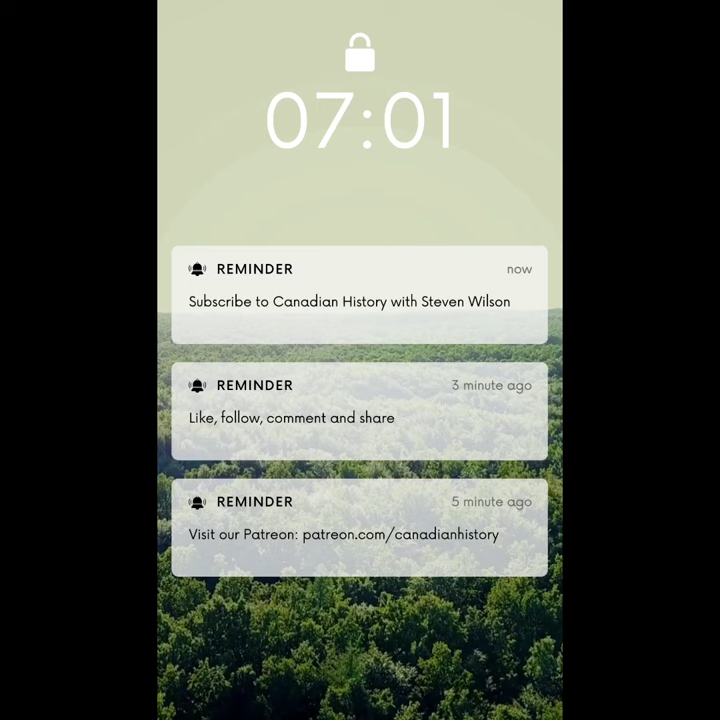 07:01
REMINDER now
Subscribe to Canadian History with Steven Wilson
REMINDER 3 minute ago
Like, follow, comment and share
REMINDER 5 minute ago
Visit our Patreon: patreon.com/canadianhistory